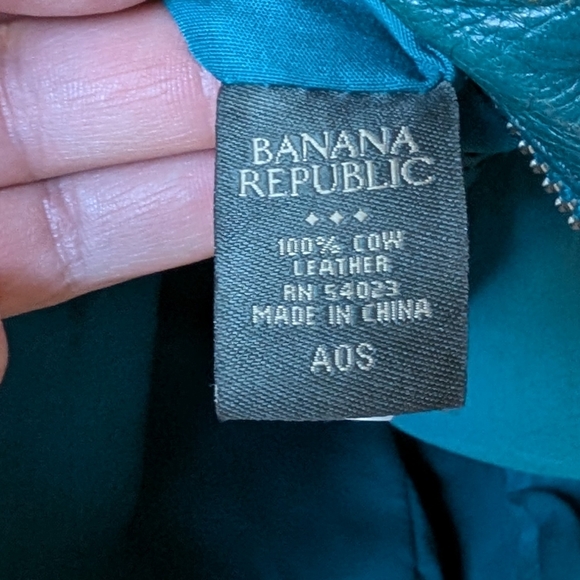 BANANA
REPUBLIC
100% COW
LEATHER
RN 54023
MADE IN CHINA
AOS